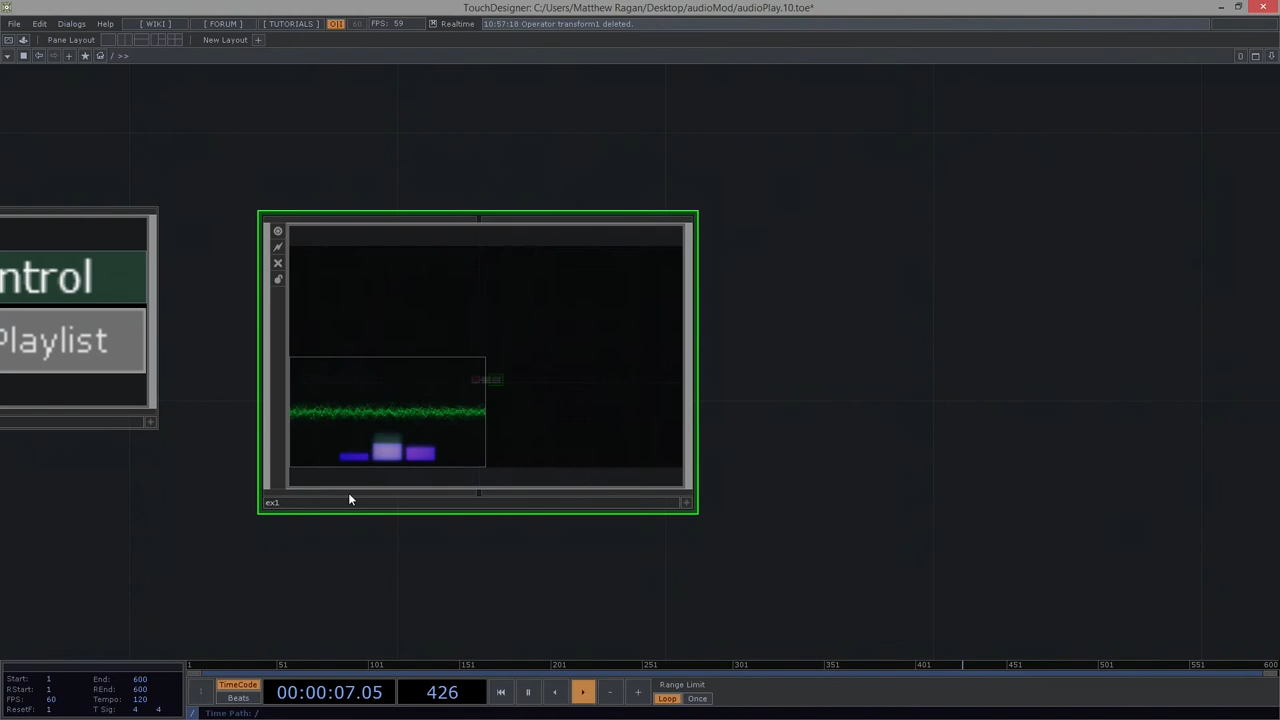 TouchDesigner: C:/Users/Matthew Ragan/Desktop/audioMod/audioPlay.10.toe*
File Edit Dialogs Help [ WIKI ] [ FORUM ] [ TUTORIALS ] O|I FPS: 59 60 Realtime 10:57:18 Operator transform1 deleted.
Pane Layout New Layout +
/ >>
ntrol
Playlist
ex1
1 51 101 151 201 251 301 351 401 451 501 551 600
Start: 1 End: 600
RStart: 1 REnd: 600
FPS: 60 Tempo: 120
ResetF: 1 T Sig: 4 4
TimeCode
Beats
00:00:07.05 426
Range Limit
Loop Once
/ Time Path: /